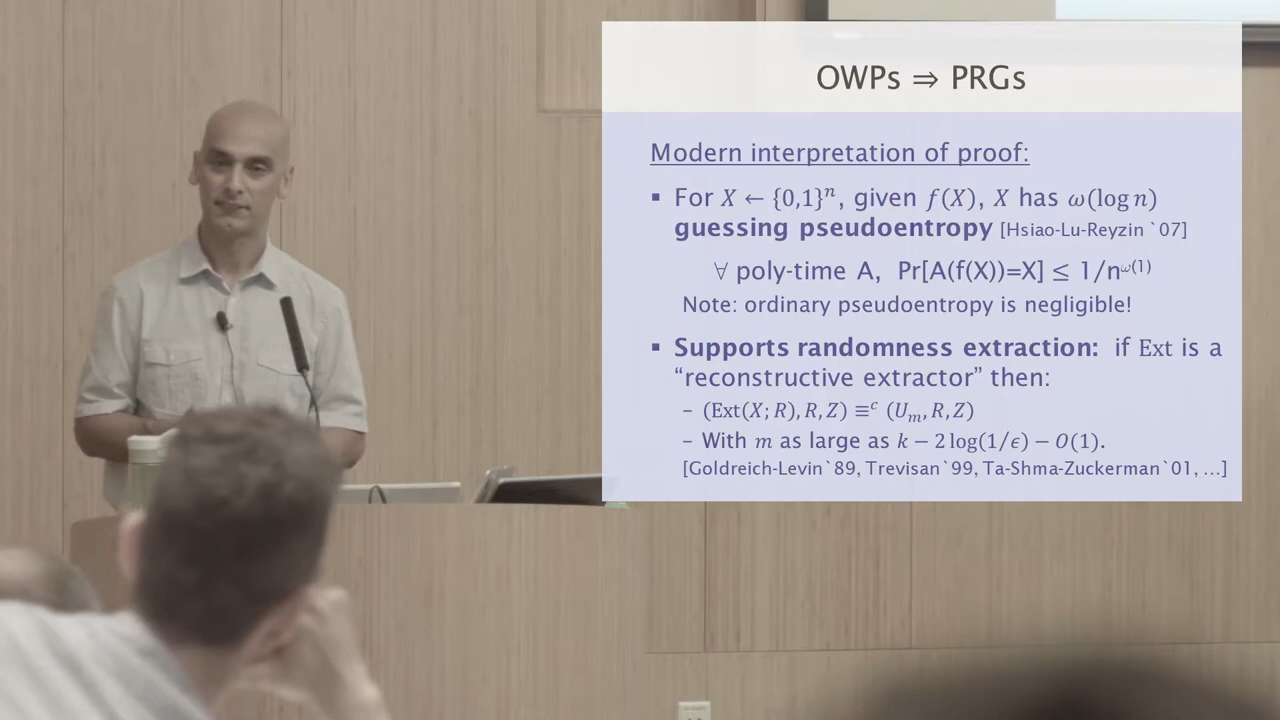 OWPs ⇒ PRGs
Modern interpretation of proof:
▪ For X ← {0,1}ⁿ, given f(X), X has ω(log n)
guessing pseudoentropy [Hsiao-Lu-Reyzin `07]
∀ poly-time A, Pr[A(f(X))=X] ≤ 1/n^ω(1)
Note: ordinary pseudoentropy is negligible!
▪ Supports randomness extraction: if Ext is a
“reconstructive extractor” then:
– (Ext(X; R), R, Z) ≡ᶜ (Uₘ, R, Z)
– With m as large as k − 2 log(1/ϵ) − O(1).
[Goldreich-Levin`89, Trevisan`99, Ta-Shma-Zuckerman`01, …]